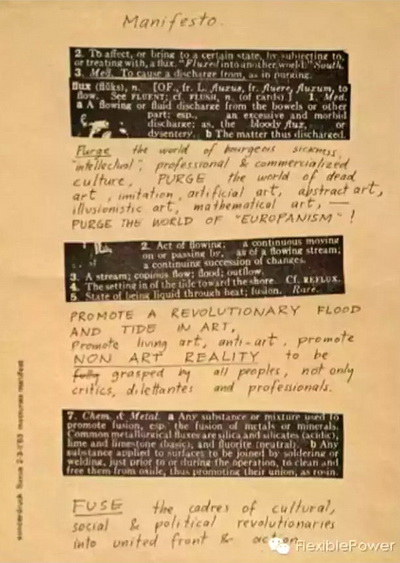 Manifesto.
2. To affect, or bring to a certain state, by subjecting to,
or treating with, a flux. "Fluxed into another world." South.
3. Med. To cause a discharge from, as in purging.
flux (flŭks), n. [OF., fr. L. fluxus, fr. fluere, fluxum, to
flow. See FLUENT; cf. FLUSH, n. (of cards).] 1. Med.
a A flowing or fluid discharge from the bowels or other
part; esp., an excessive and morbid
discharge; as, the bloody flux, or
dysentery. b The matter thus discharged.
Purge the world of bourgeois sickness,
"intellectual", professional & commercialized
culture, PURGE the world of dead
art, imitation, artificial art, abstract art,
illusionistic art, mathematical art, —
PURGE THE WORLD OF "EUROPANISM"!
2. Act of flowing; a continuous moving
on or passing by, as of a flowing stream;
a continuing succession of changes.
3. A stream; copious flow; flood; outflow.
4. The setting in of the tide toward the shore. Cf. REFLUX.
5. State of being liquid through heat; fusion. Rare.
PROMOTE A REVOLUTIONARY FLOOD
AND TIDE IN ART,
Promote living art, anti-art, promote
NON ART REALITY to be
fully grasped by all peoples, not only
critics, dilettantes and professionals.
7. Chem. & Metal. a Any substance or mixture used to
promote fusion, esp. the fusion of metals or minerals.
Common metallurgical fluxes are silica and silicates (acidic),
lime and limestone (basic), and fluorite (neutral). b Any
substance applied to surfaces to be joined by soldering or
welding, just prior to or during the operation, to clean and
free them from oxide, thus promoting their union, as rosin.
FUSE the cadres of cultural,
social & political revolutionaries
into united front & action.
FlexiblePower